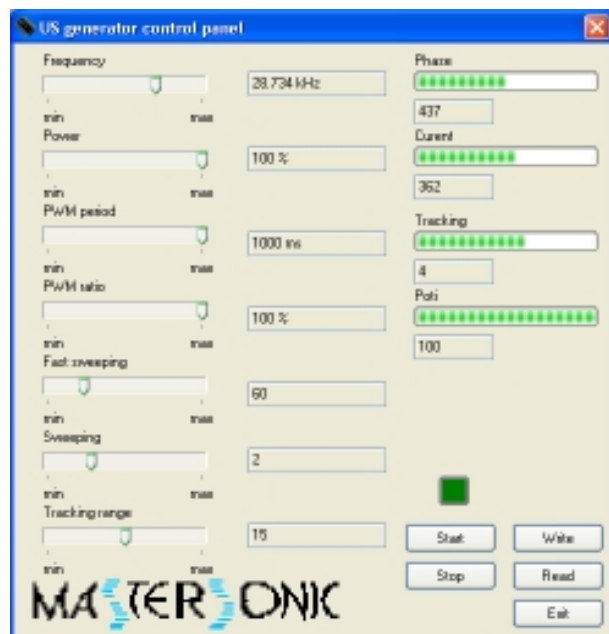 US generator control panel
Frequency
28.734 kHz
min max
Power
100 %
min max
PWM period
1000 ms
min max
PWM ratio
100 %
min max
Fast sweeping
60
min max
Sweeping
2
min max
Tracking range
15
min max
MASTERSONIC
Phase
437
Curent
362
Tracking
4
Poti
100
Start Write
Stop Read
Exit